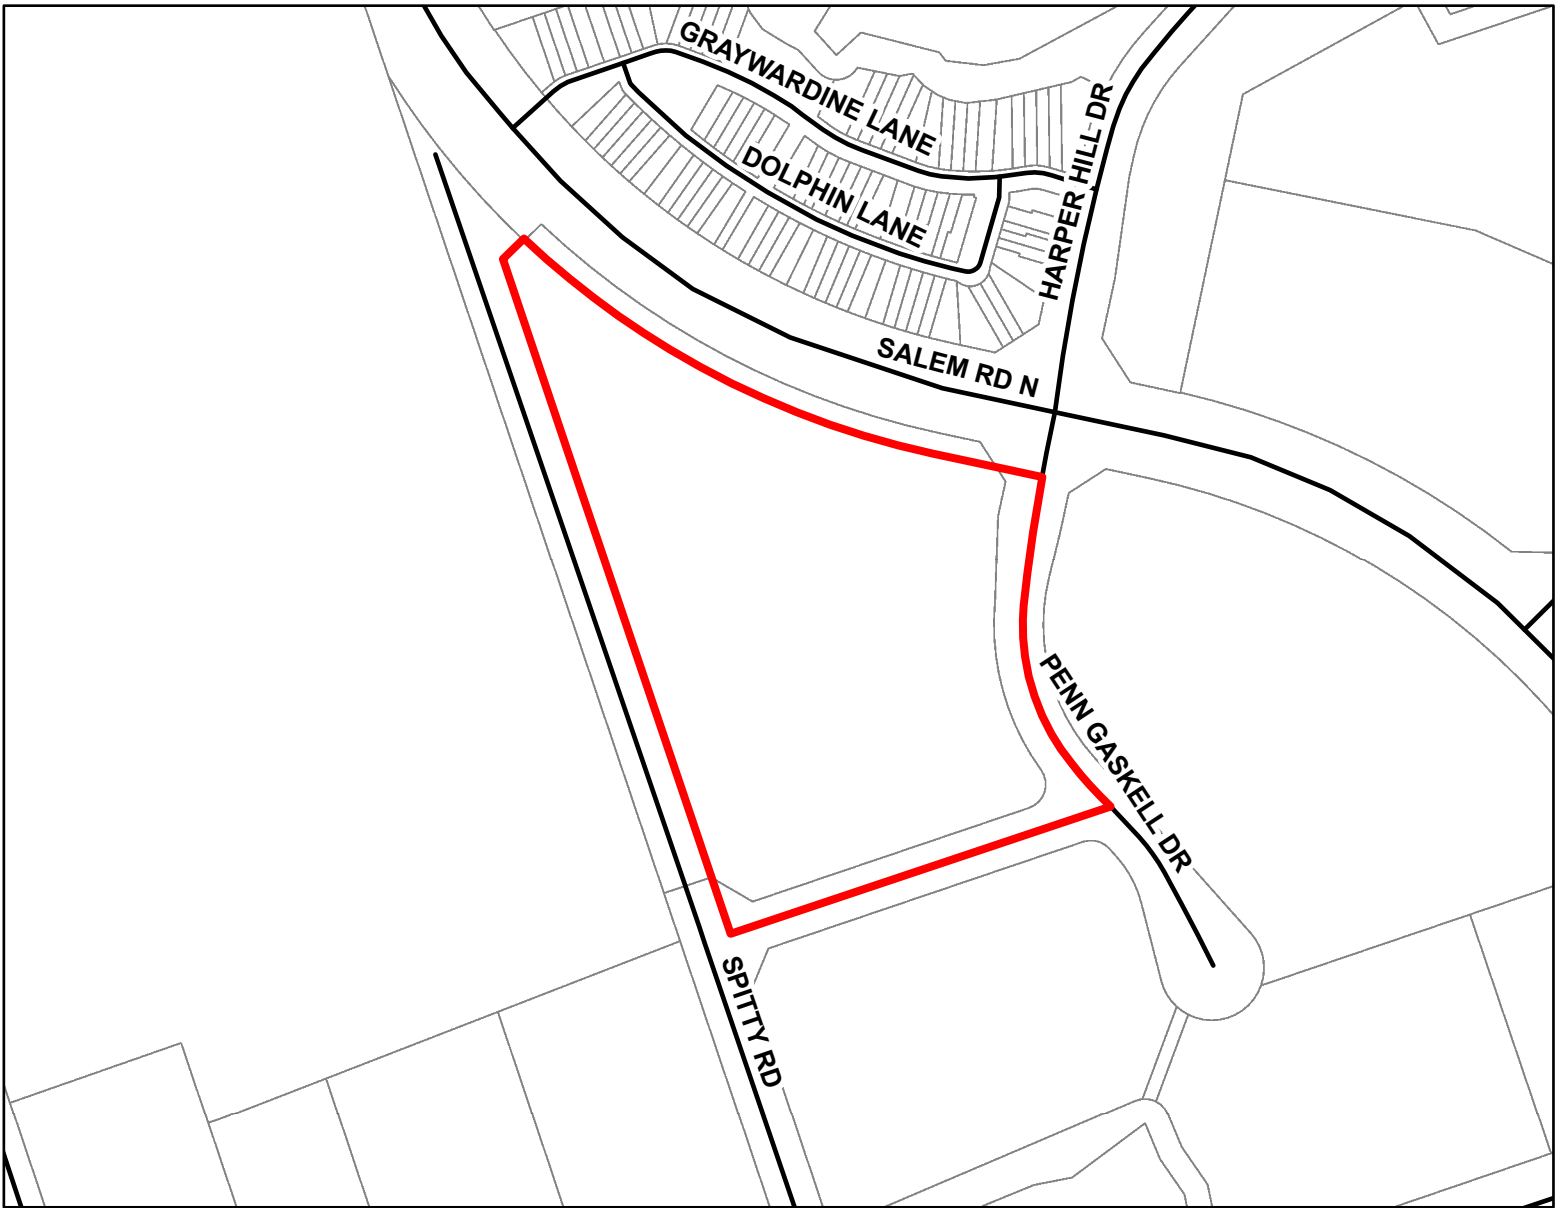 GRAYWARDINE LANE
DOLPHIN LANE
HARPER HILL DR
SALEM RD N
PENN GASKELL DR
SPITTY RD